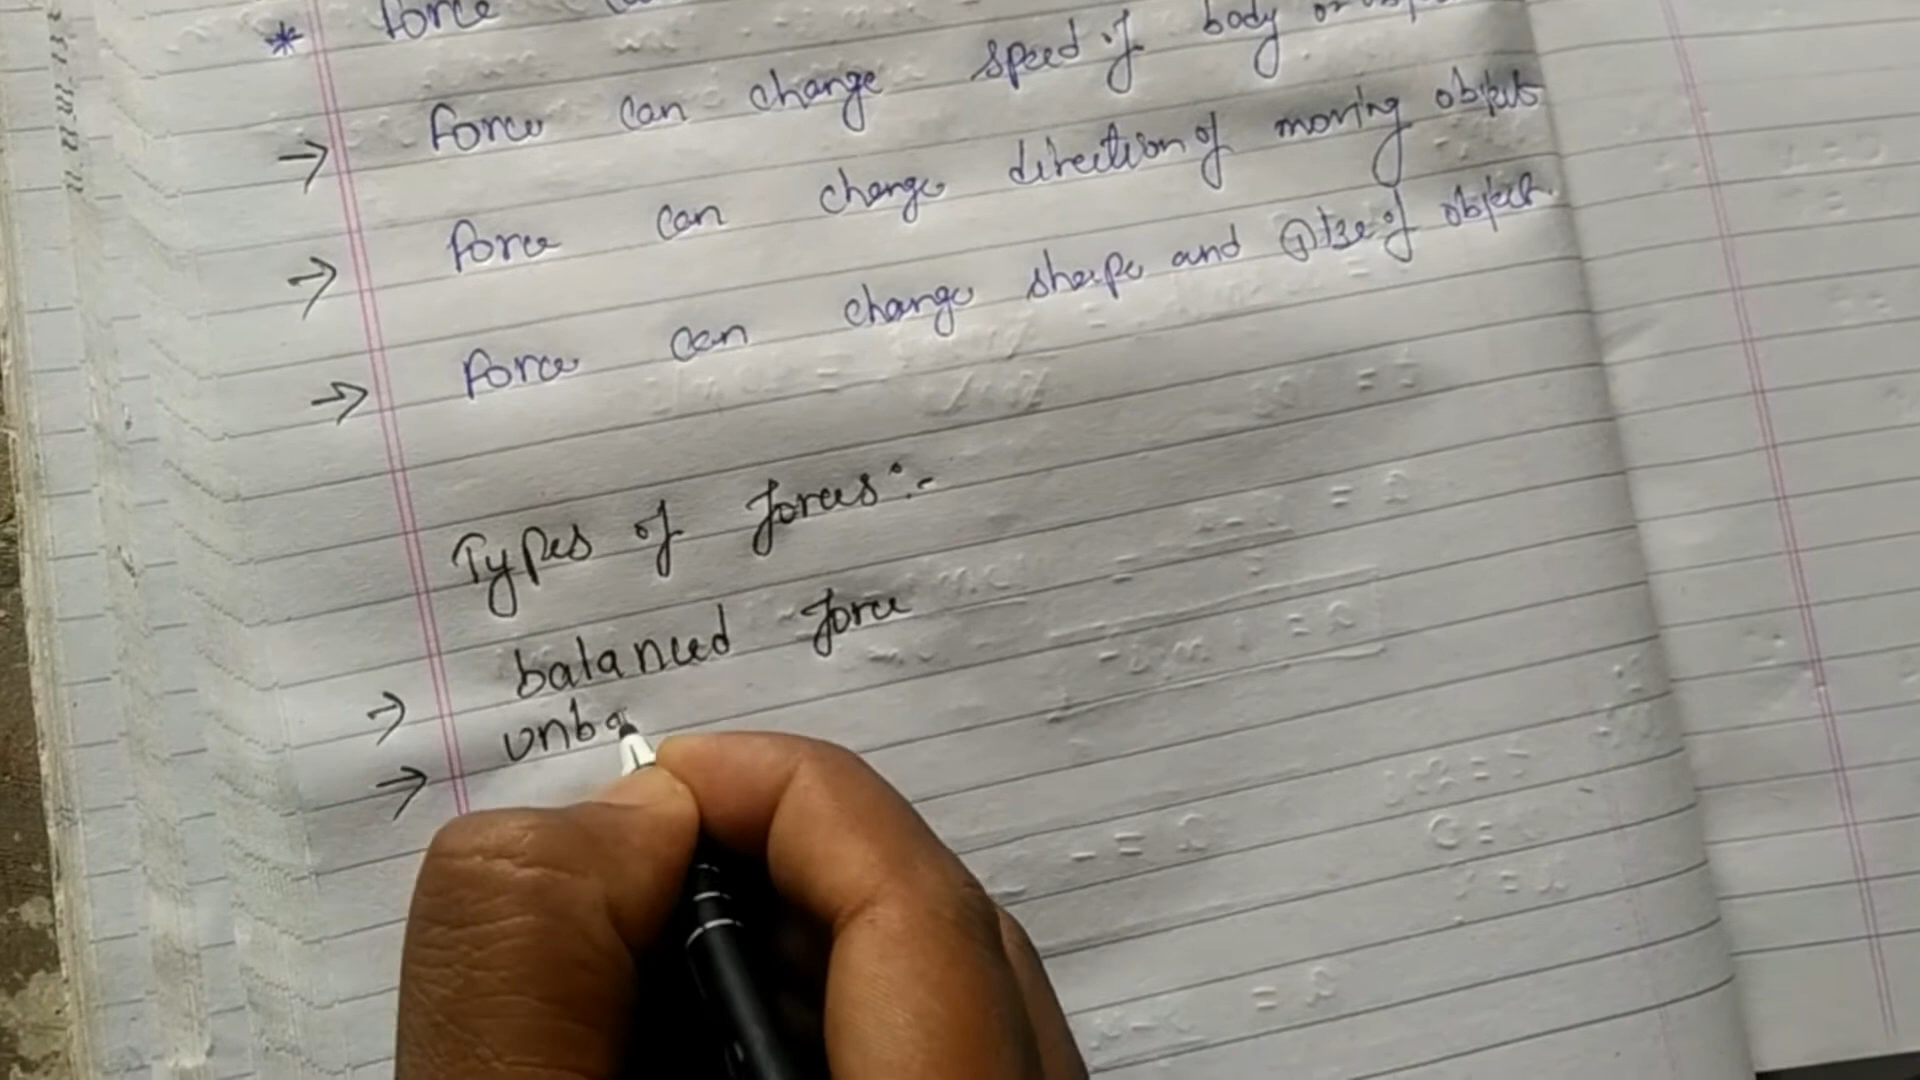 * force
→ force can change speed of body or
→ force can change direction of moving objects
→ force can change shape and size of object.
Types of forces :-
→ balanced force
→ unba